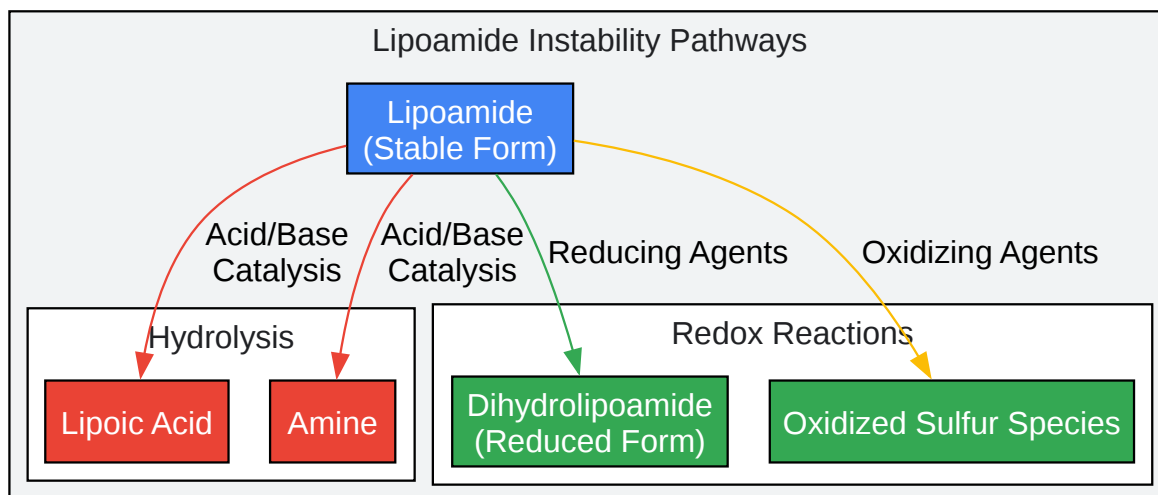 Lipoamide Instability Pathways
Lipoamide
(Stable Form)
Acid/Base
Catalysis
Acid/Base
Catalysis
Reducing Agents
Oxidizing Agents
Hydrolysis
Redox Reactions
Lipoic Acid
Amine
Dihydrolipoamide
(Reduced Form)
Oxidized Sulfur Species